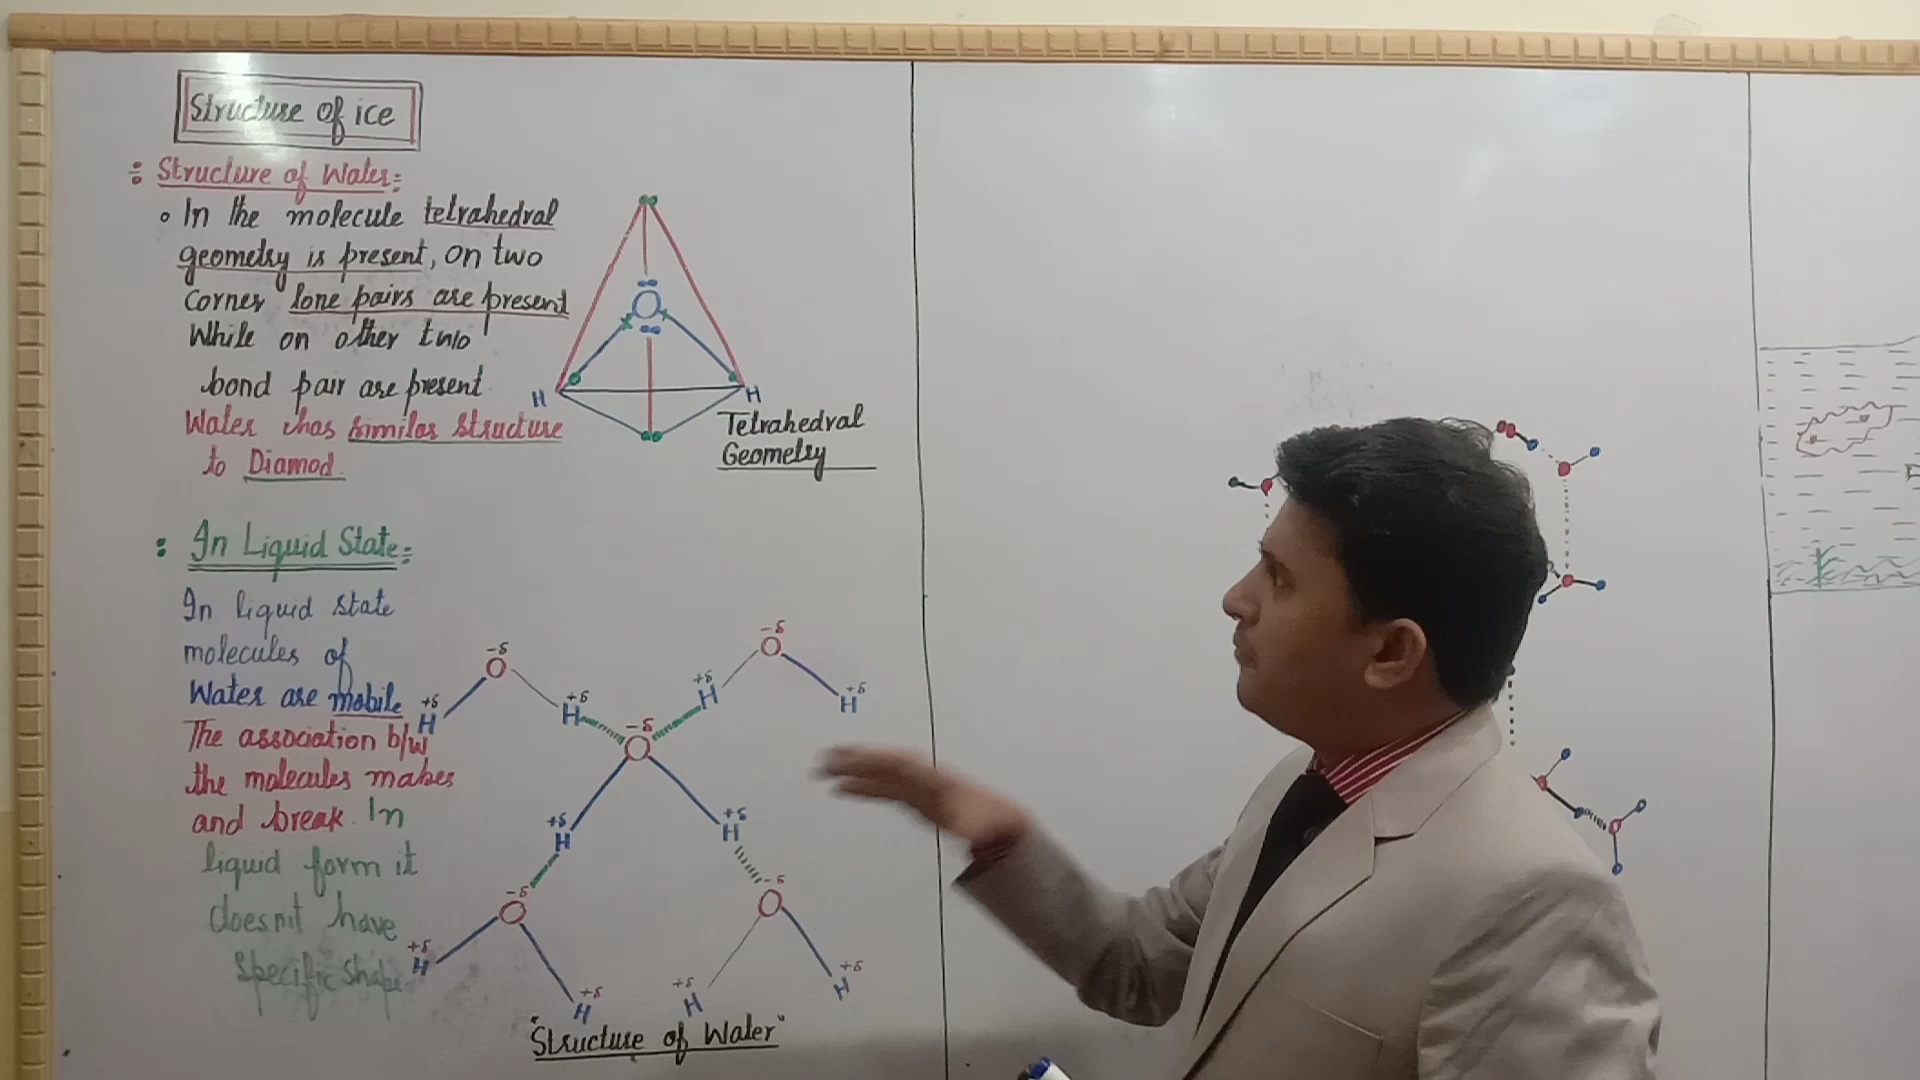 Structure of ice
: Structure of Water:
• In the molecule tetrahedral
geometry is present, on two
corner lone pairs are present
While on other two
bond pair are present
Water has similar structure
to Diamod
H
O
H
Tetrahedral
Geometry
: In Liquid State:
In liquid state
molecules of
Water are mobile
The association b/w
the molecules makes
and break. In
liquid form it
doesn't have
specific shape
-δ
O
+δ
H
+δ
H
-δ
O
+δ
H
+δ
H
-δ
O
+δ
H
+δ
H
-δ
O
+δ
H
+δ
H
-δ
O
+δ
H
+δ
H
"Structure of Water"